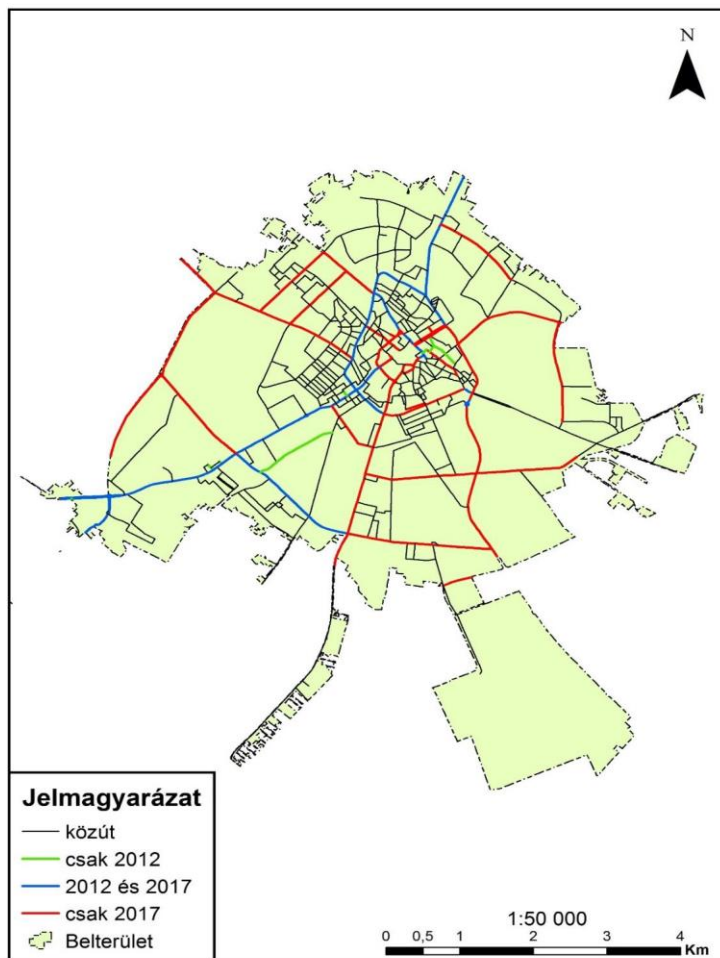 N
Jelmagyarázat
közút
csak 2012
2012 és 2017
csak 2017
Belterület
1:50 000
0 0,5 1 2 3 4
Km